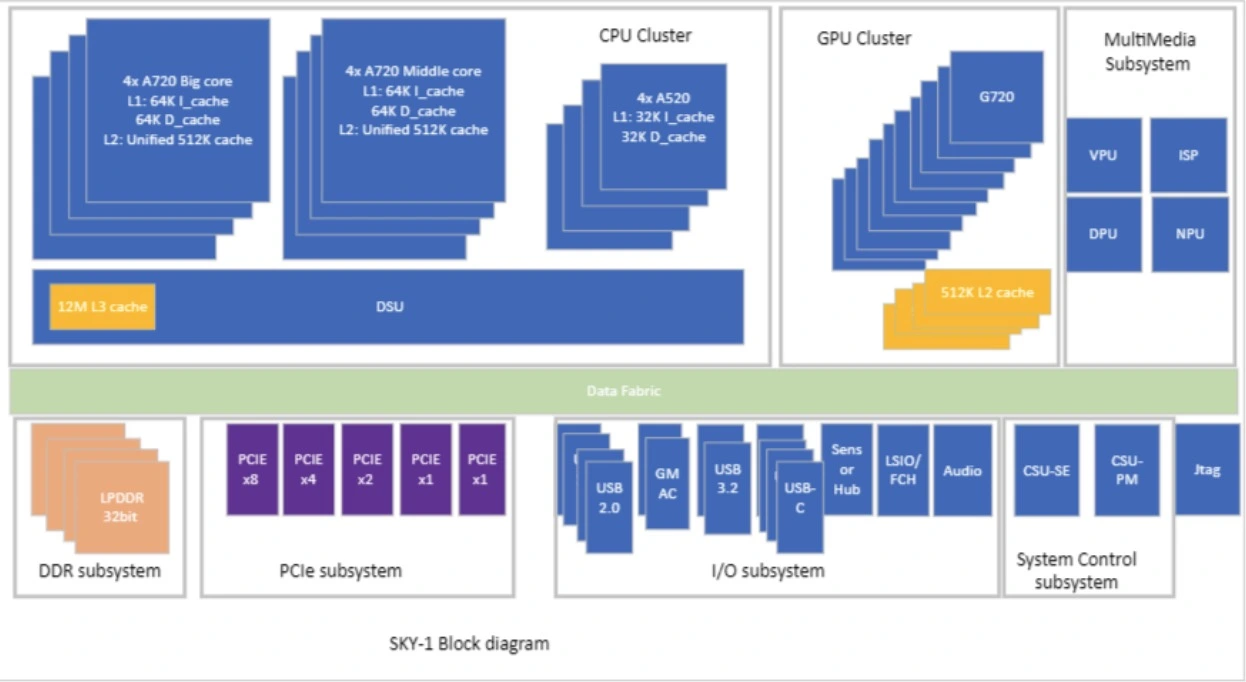 CPU Cluster
4x A720 Big core
L1: 64K I_cache
64K D_cache
L2: Unified 512K cache
4x A720 Middle core
L1: 64K I_cache
64K D_cache
L2: Unified 512K cache
4x A520
L1: 32K I_cache
32K D_cache
12M L3 cache
DSU
GPU Cluster
G720
512K L2 cache
MultiMedia
Subsystem
VPU
ISP
DPU
NPU
Data Fabric
LPDDR
32bit
DDR subsystem
PCIE
x8
PCIE
x4
PCIE
x2
PCIE
x1
PCIE
x1
PCIe subsystem
USB
2.0
GM
AC
USB
3.2
USB-
C
Sens
or
Hub
LSIO/
FCH
Audio
I/O subsystem
CSU-SE
CSU-
PM
System Control
subsystem
Jtag
SKY-1 Block diagram